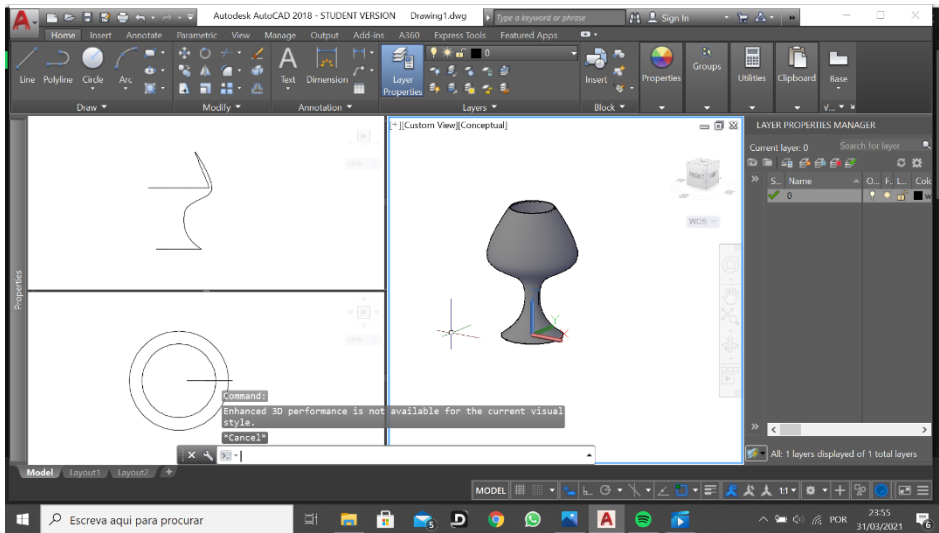 Autodesk AutoCAD 2018 - STUDENT VERSION Drawing1.dwg Type a keyword or phrase Sign In
Home Insert Annotate Parametric View Manage Output Add-ins A360 Express Tools Featured Apps
0
Line Polyline Circle Arc Text Dimension Layer Properties Insert Properties Groups Utilities Clipboard Base
Draw Modify Annotation Layers Block V...
[+][Custom View][Conceptual]
FRONT
WCS
Y
X
LAYER PROPERTIES MANAGER
Current layer: 0 Search for layer
S... Name O... F. L... Colo
0 w
Properties
Command:
Enhanced 3D performance is not available for the current visual
style.
*Cancel*
All: 1 layers displayed of 1 total layers
Model Layout1 Layout2 +
MODEL 1:1
Escreva aqui para procurar
POR
23:55
31/03/2021
6